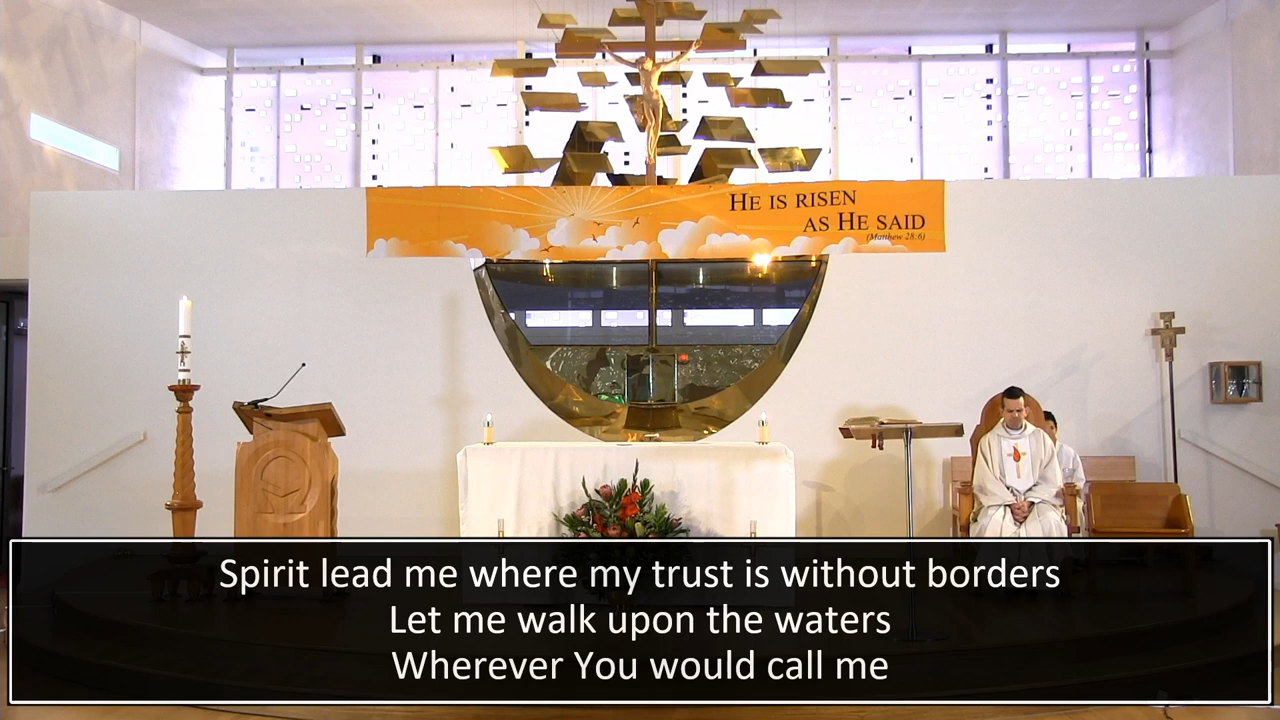 HE IS RISEN
AS HE SAID
(Matthew 28:6)
Spirit lead me where my trust is without borders
Let me walk upon the waters
Wherever You would call me